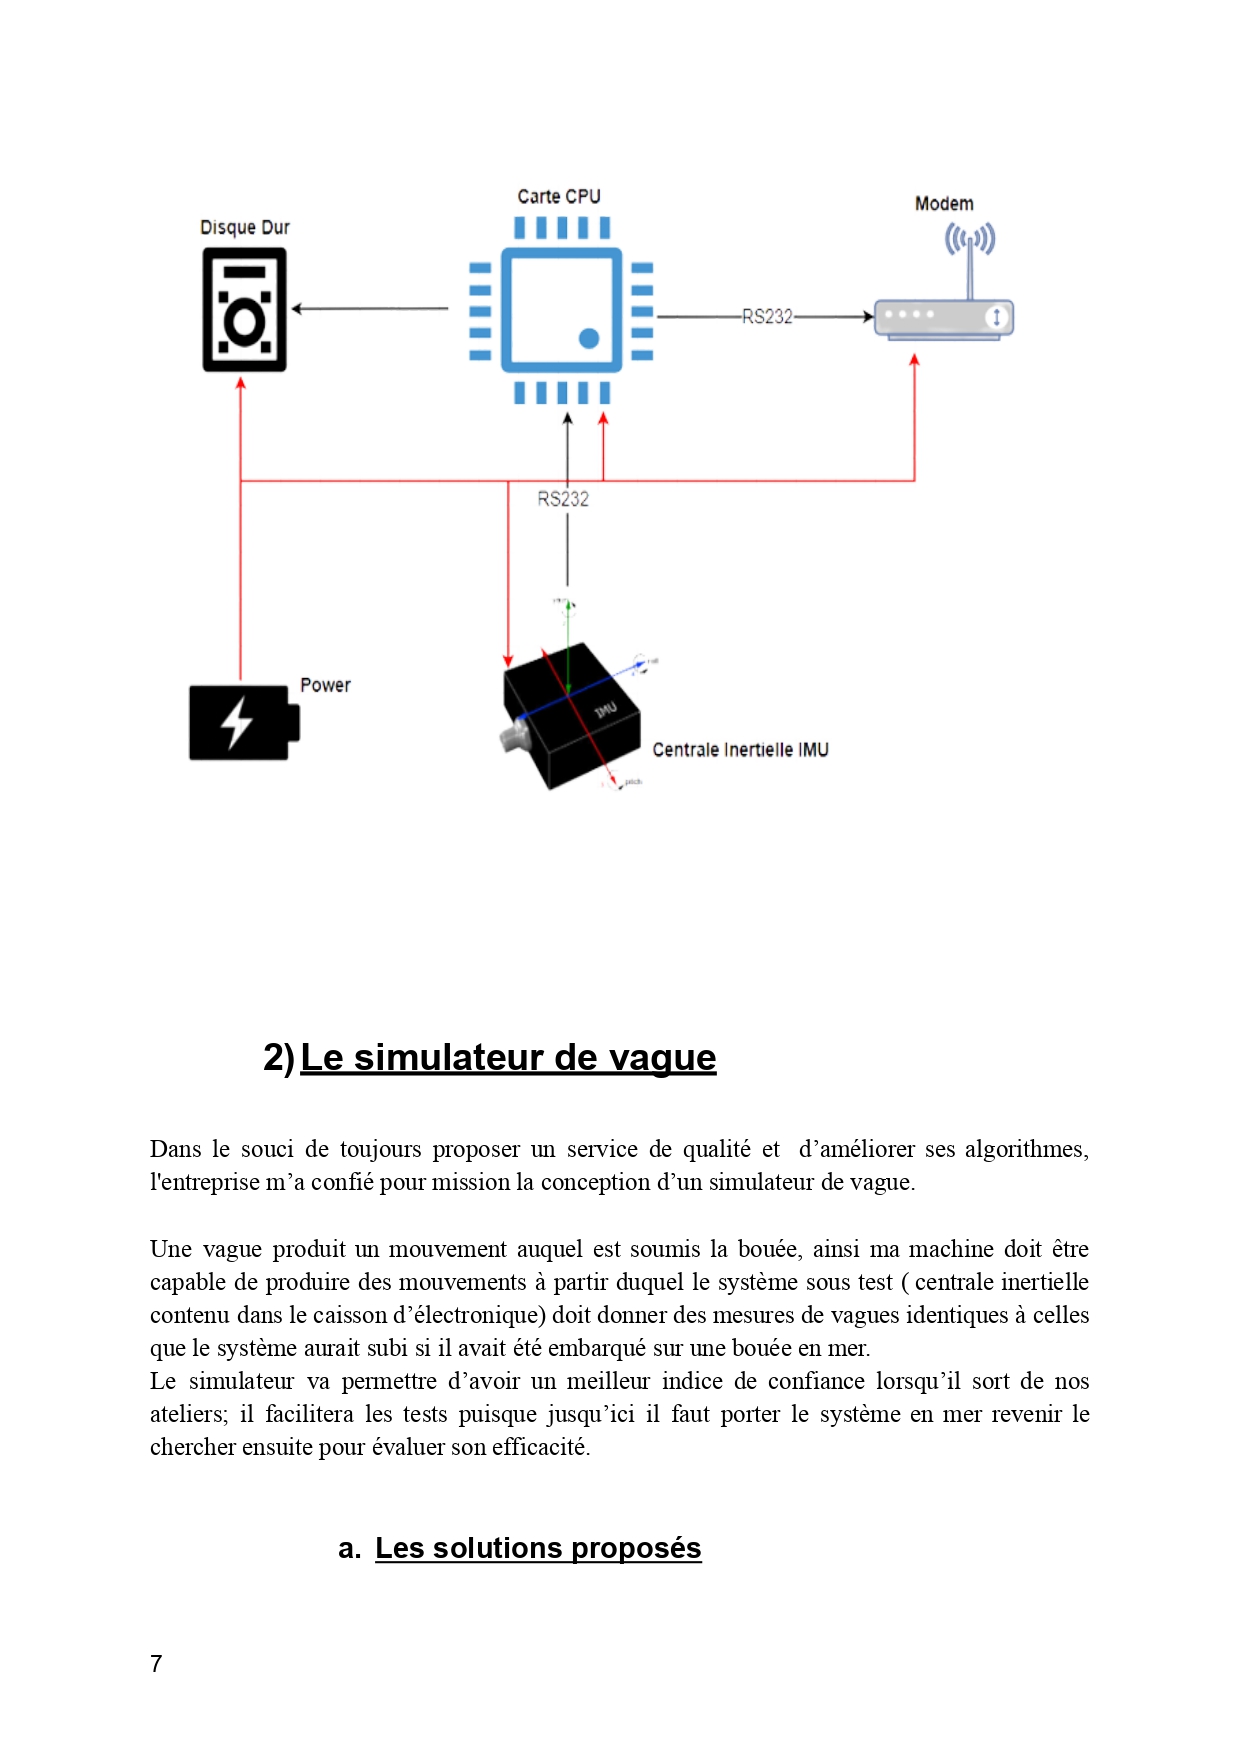 Carte CPU
Modem
Disque Dur
RS232
RS232
Power
IMU
Centrale Inertielle IMU
pitch
2) Le simulateur de vague
Dans le souci de toujours proposer un service de qualité et d’améliorer ses algorithmes,
l'entreprise m’a confié pour mission la conception d’un simulateur de vague.
Une vague produit un mouvement auquel est soumis la bouée, ainsi ma machine doit être
capable de produire des mouvements à partir duquel le système sous test ( centrale inertielle
contenu dans le caisson d’électronique) doit donner des mesures de vagues identiques à celles
que le système aurait subi si il avait été embarqué sur une bouée en mer.
Le simulateur va permettre d’avoir un meilleur indice de confiance lorsqu’il sort de nos
ateliers; il facilitera les tests puisque jusqu’ici il faut porter le système en mer revenir le
chercher ensuite pour évaluer son efficacité.
a. Les solutions proposés
7